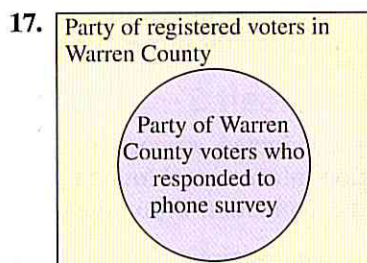 17. Party of registered voters in
Warren County
Party of Warren
County voters who
responded to
phone survey